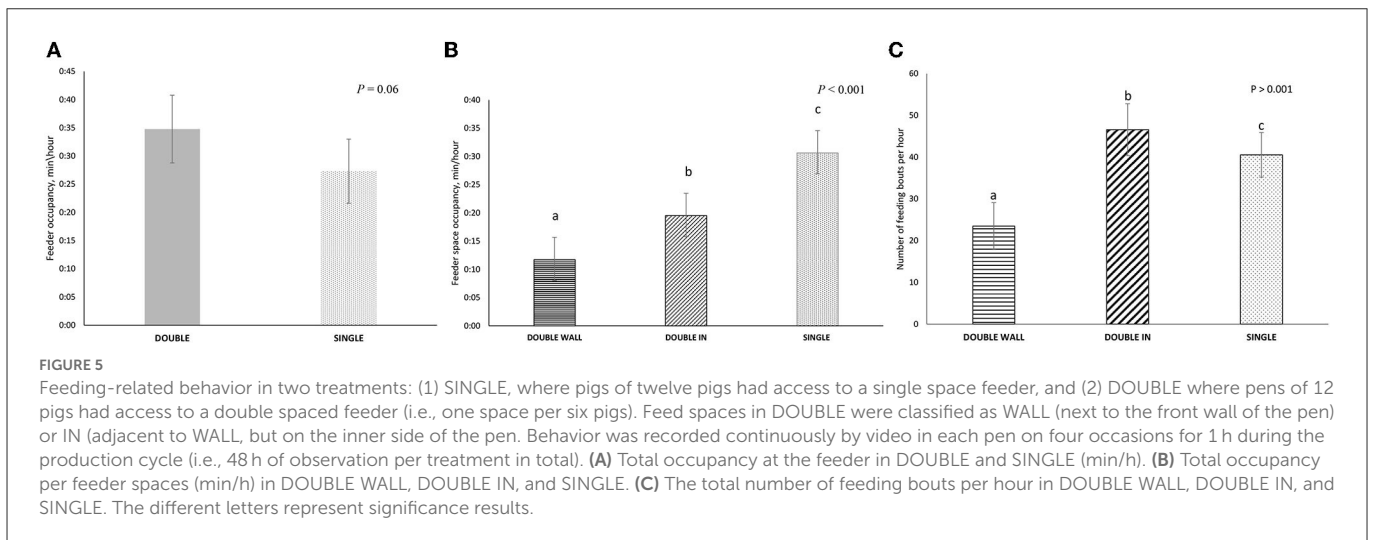 A
Feeder occupancy, min\hour
0:45
0:40
0:35
0:30
0:25
0:20
0:15
0:10
0:05
0:00
P = 0.06
DOUBLE
SINGLE
B
Feeder space occupancy, min/hour
0:45
0:40
0:35
0:30
0:25
0:20
0:15
0:10
0:05
0:00
P < 0.001
a
b
c
DOUBLE WALL
DOUBLE IN
SINGLE
C
Number of feeding bouts per hour
60
50
40
30
20
10
0
P > 0.001
a
b
c
DOUBLE WALL
DOUBLE IN
SINGLE
FIGURE 5
Feeding-related behavior in two treatments: (1) SINGLE, where pigs of twelve pigs had access to a single space feeder, and (2) DOUBLE where pens of 12
pigs had access to a double spaced feeder (i.e., one space per six pigs). Feed spaces in DOUBLE were classified as WALL (next to the front wall of the pen)
or IN (adjacent to WALL, but on the inner side of the pen. Behavior was recorded continuously by video in each pen on four occasions for 1 h during the
production cycle (i.e., 48 h of observation per treatment in total). (A) Total occupancy at the feeder in DOUBLE and SINGLE (min/h). (B) Total occupancy
per feeder spaces (min/h) in DOUBLE WALL, DOUBLE IN, and SINGLE. (C) The total number of feeding bouts per hour in DOUBLE WALL, DOUBLE IN, and
SINGLE. The different letters represent significance results.